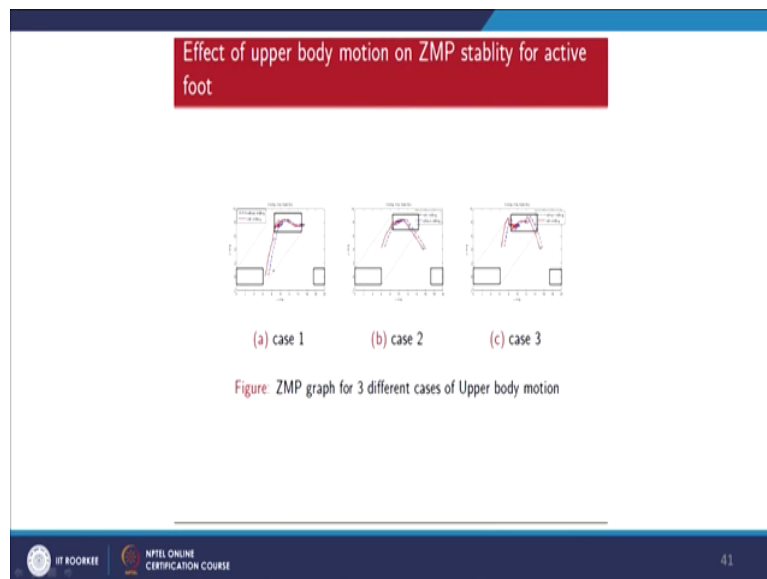 Effect of upper body motion on ZMP stablity for active
foot
(a) case 1
(b) case 2
(c) case 3
Figure: ZMP graph for 3 different cases of Upper body motion
IIT ROORKEE
NPTEL ONLINE
CERTIFICATION COURSE
41